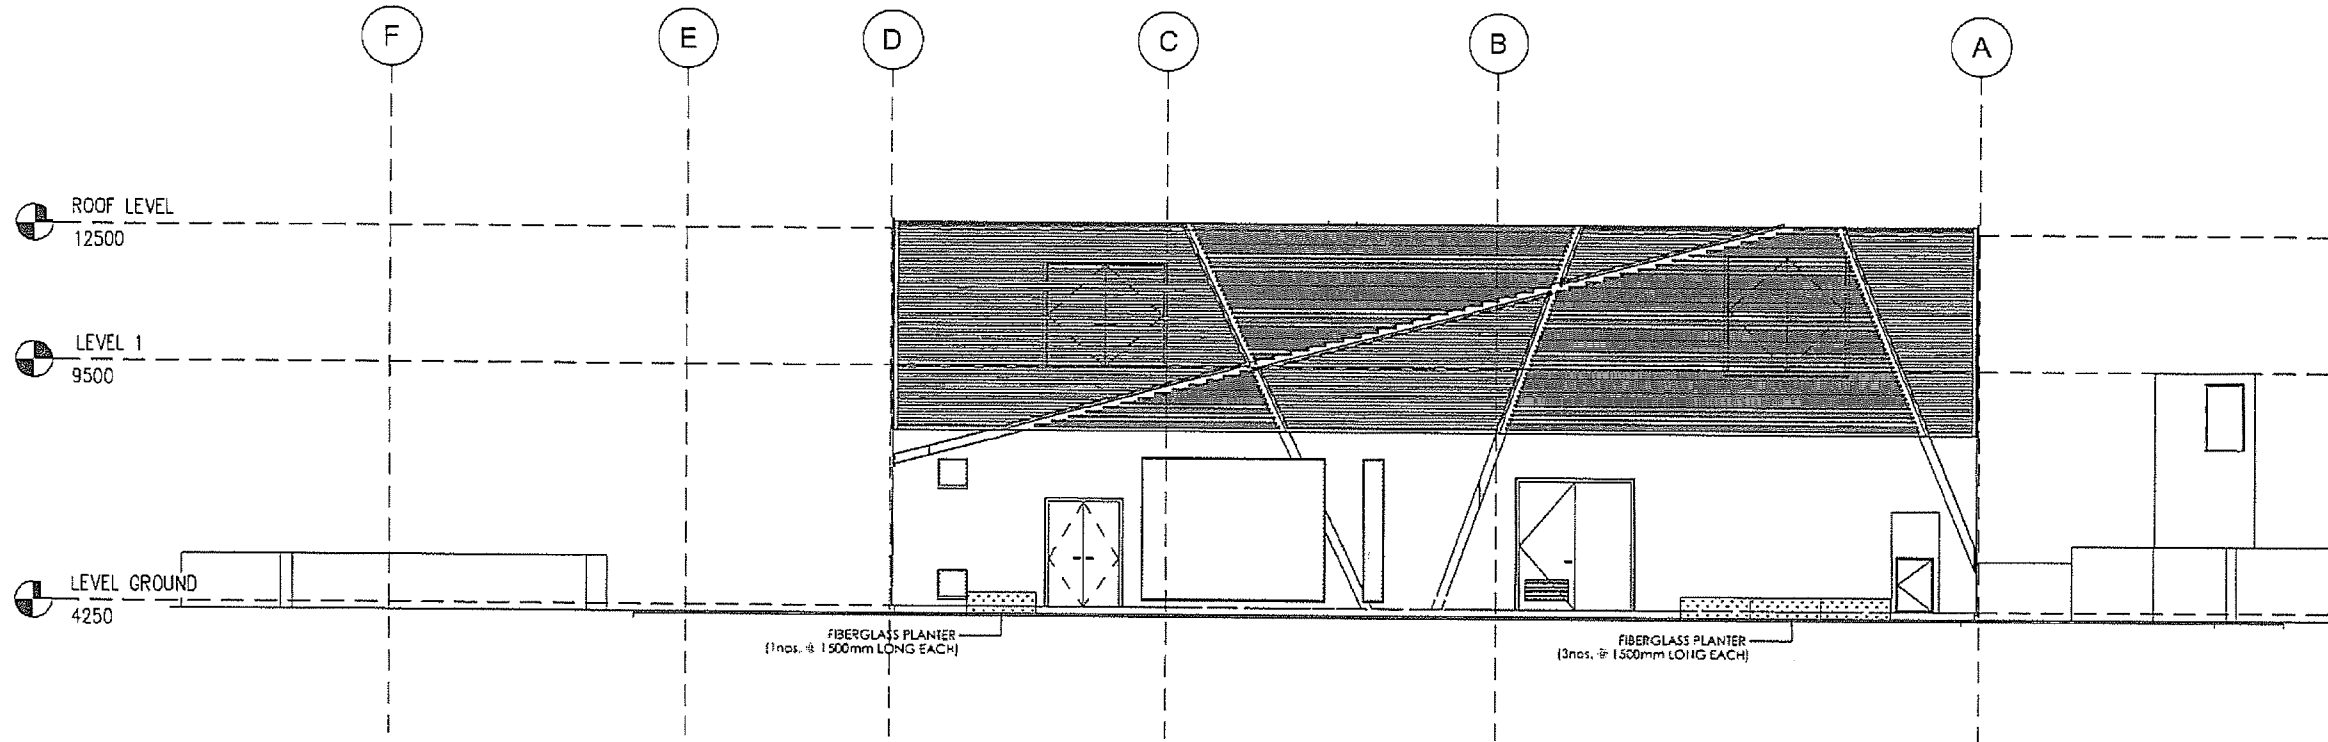 F E D C B A
ROOF LEVEL
12500
LEVEL 1
9500
LEVEL GROUND
4250
FIBERGLASS PLANTER
(1nos. @ 1500mm LONG EACH)
FIBERGLASS PLANTER
(3nos. @ 1500mm LONG EACH)